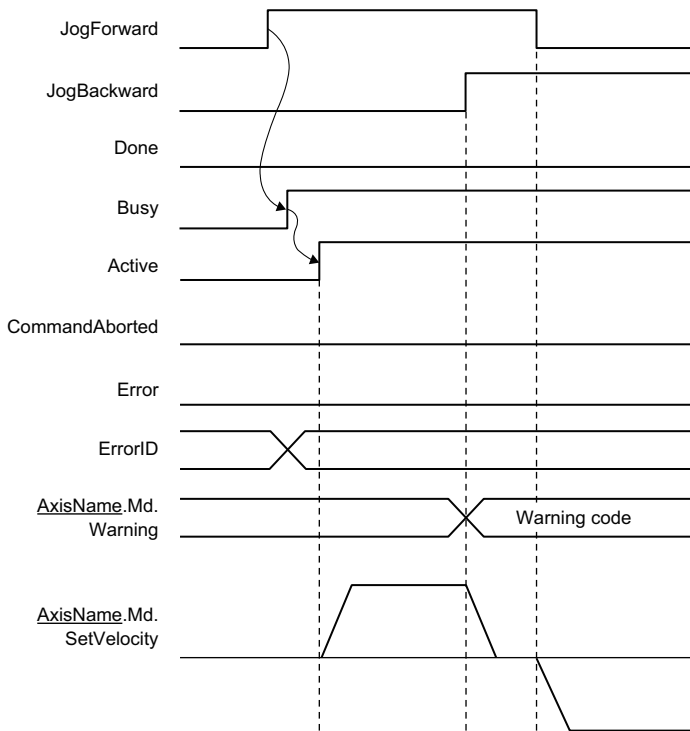 JogForward
JogBackward
Done
Busy
Active
CommandAborted
Error
ErrorID
AxisName.Md.
Warning
Warning code
AxisName.Md.
SetVelocity